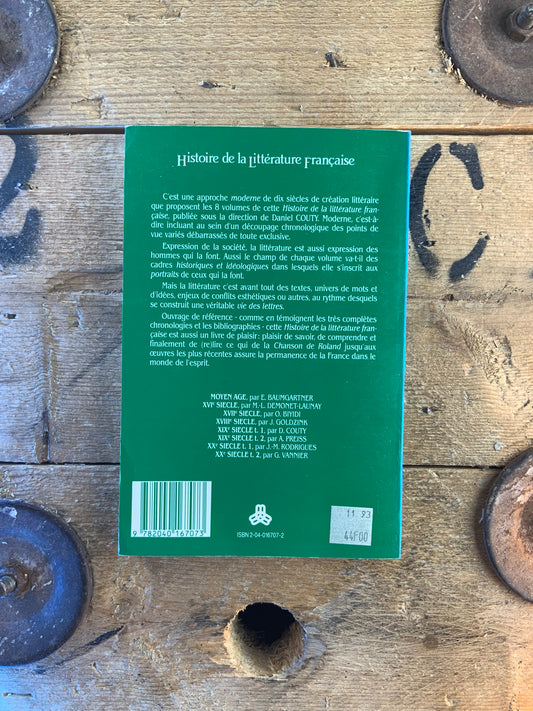 Histoire de la Littérature Française
C'est une approche moderne de dix siècles de création littéraire
que proposent les 8 volumes de cette Histoire de la littérature fran-
çaise, publiée sous la direction de Daniel COUTY. Moderne, c'est-à-
dire incluant au sein d'un découpage chronologique des points de
vue variés débarrassés de toute exclusive.
Expression de la société, la littérature est aussi expression des
hommes qui la font. Aussi le champ de chaque volume va-t-il des
cadres historiques et idéologiques dans lesquels elle s'inscrit aux
portraits de ceux qui la font.
Mais la littérature c'est avant tout des textes, univers de mots et
d'idées, enjeux de conflits esthétiques ou autres, au rythme desquels
se construit une véritable vie des lettres.
Ouvrage de référence - comme en témoignent les très complètes
chronologies et les bibliographies - cette Histoire de la littérature fran-
çaise est aussi un livre de plaisir : plaisir de savoir, de comprendre et
finalement de (re)lire ce qui de la Chanson de Roland jusqu'aux
œuvres les plus récentes assure la permanence de la France dans le
monde de l'esprit.
MOYEN AGE, par E. BAUMGARTNER
XVIe SIECLE, par M.-L. DEMONET-LAUNAY
XVIIe SIECLE, par O. BIYIDI
XVIIIe SIECLE, par J. GOLDZINK
XIXe SIECLE t. 1, par D. COUTY
XIXe SIECLE t. 2, par A. PREISS
XXe SIECLE t. 1, par J.-M. RODRIGUES
XXe SIECLE t. 2, par G. VANNIER
9 782040 167073
ISBN 2-04-016707-2
11 93
44F00
C